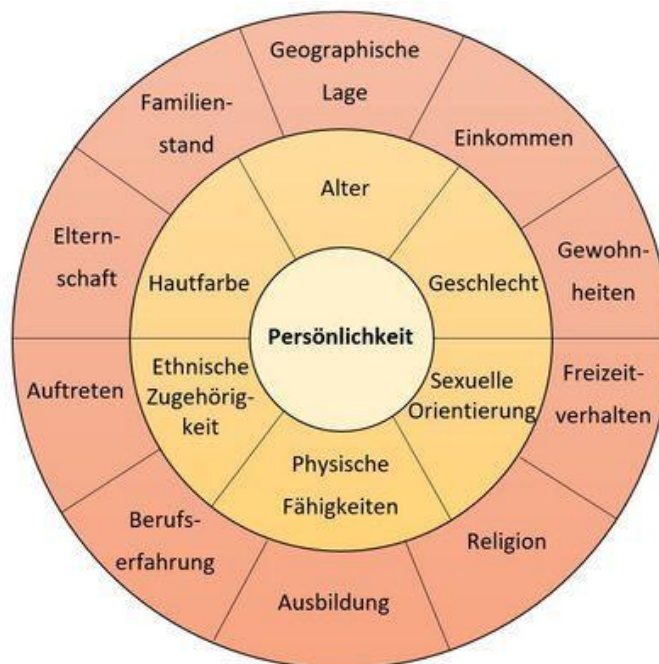 Geographische
Lage
Familien-
stand
Einkommen
Eltern-
schaft
Gewohn-
heiten
Auftreten
Freizeit-
verhalten
Berufs-
erfahrung
Religion
Ausbildung
Alter
Hautfarbe
Geschlecht
Ethnische
Zugehörig-
keit
Sexuelle
Orientierung
Physische
Fähigkeiten
Persönlichkeit